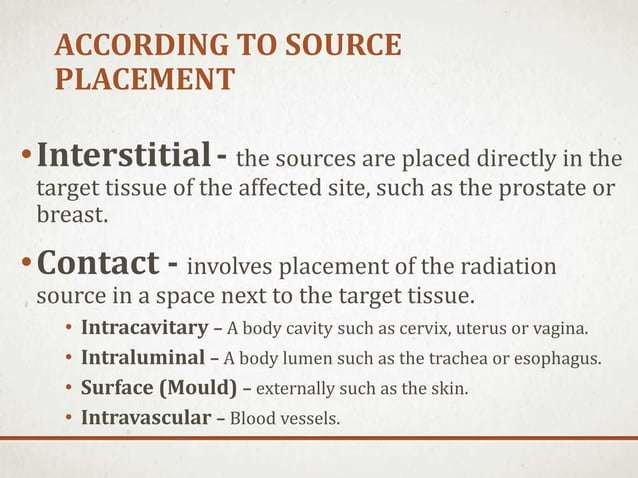 ACCORDING TO SOURCE
PLACEMENT
• Interstitial - the sources are placed directly in the
target tissue of the affected site, such as the prostate or
breast.
• Contact - involves placement of the radiation
source in a space next to the target tissue.
• Intracavitary – A body cavity such as cervix, uterus or vagina.
• Intraluminal – A body lumen such as the trachea or esophagus.
• Surface (Mould) – externally such as the skin.
• Intravascular – Blood vessels.